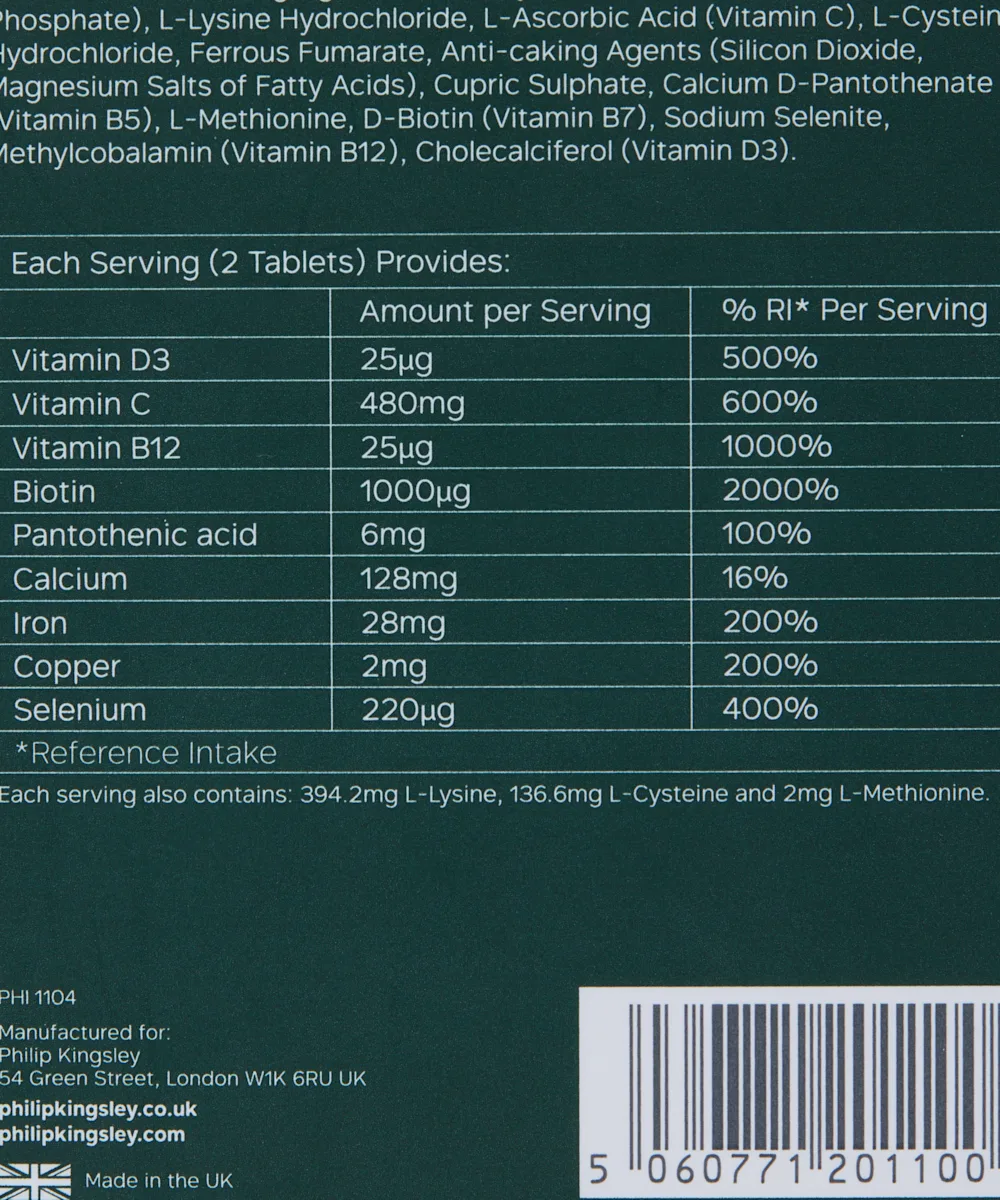 Phosphate), L-Lysine Hydrochloride, L-Ascorbic Acid (Vitamin C), L-Cystein
Hydrochloride, Ferrous Fumarate, Anti-caking Agents (Silicon Dioxide,
Magnesium Salts of Fatty Acids), Cupric Sulphate, Calcium D-Pantothenate
Vitamin B5), L-Methionine, D-Biotin (Vitamin B7), Sodium Selenite,
Methylcobalamin (Vitamin B12), Cholecalciferol (Vitamin D3).
Each Serving (2 Tablets) Provides:
Amount per Serving % RI* Per Serving
Vitamin D3 25µg 500%
Vitamin C 480mg 600%
Vitamin B12 25µg 1000%
Biotin 1000µg 2000%
Pantothenic acid 6mg 100%
Calcium 128mg 16%
Iron 28mg 200%
Copper 2mg 200%
Selenium 220µg 400%
*Reference Intake
Each serving also contains: 394.2mg L-Lysine, 136.6mg L-Cysteine and 2mg L-Methionine.
PHI 1104
Manufactured for:
Philip Kingsley
54 Green Street, London W1K 6RU UK
philipkingsley.co.uk
philipkingsley.com
Made in the UK
5 060771 201100